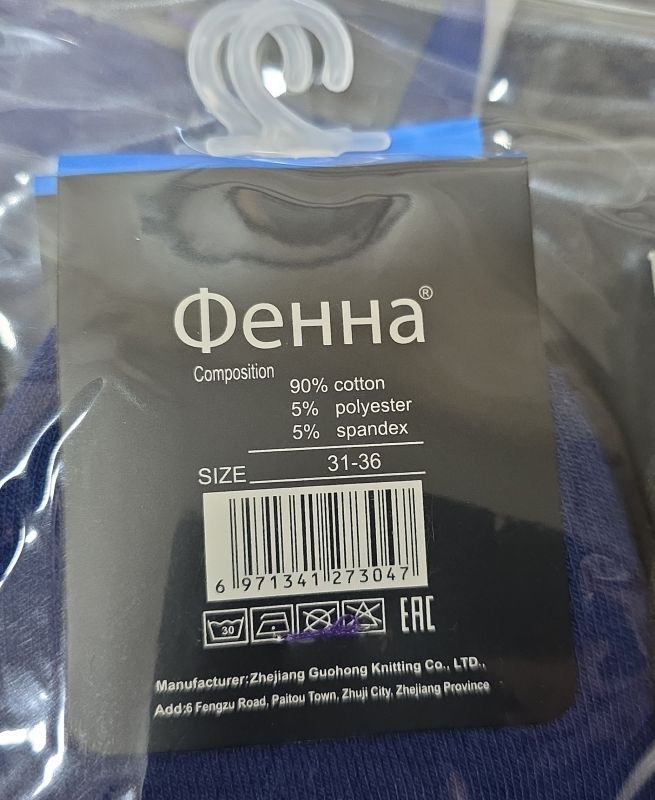 Фенна®
Composition
90% cotton
5% polyester
5% spandex
SIZE 31-36
6 971341 273047
30
EAC
Manufacturer:Zhejiang Guohong Knitting Co., LTD.,
Add:6 Fengzu Road, Paitou Town, Zhuji City, Zhejiang Province